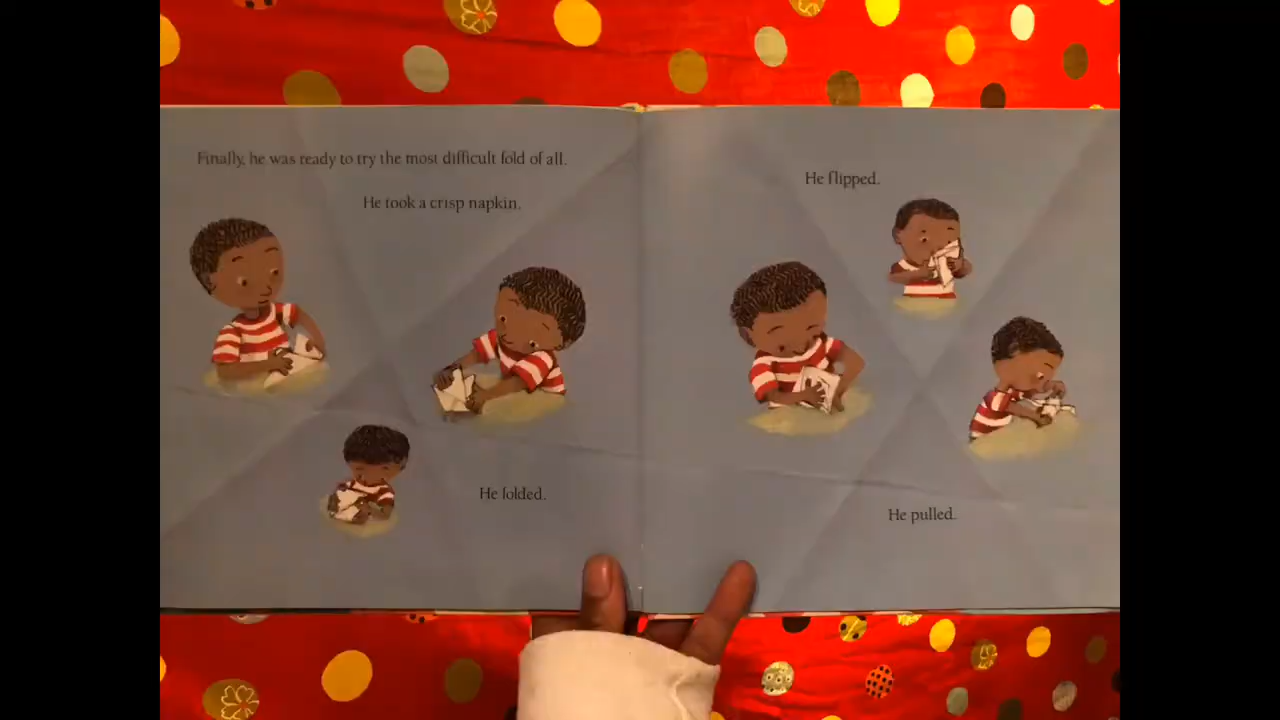 Finally, he was ready to try the most difficult fold of all.
He took a crisp napkin.
He folded.
He flipped.
He pulled.